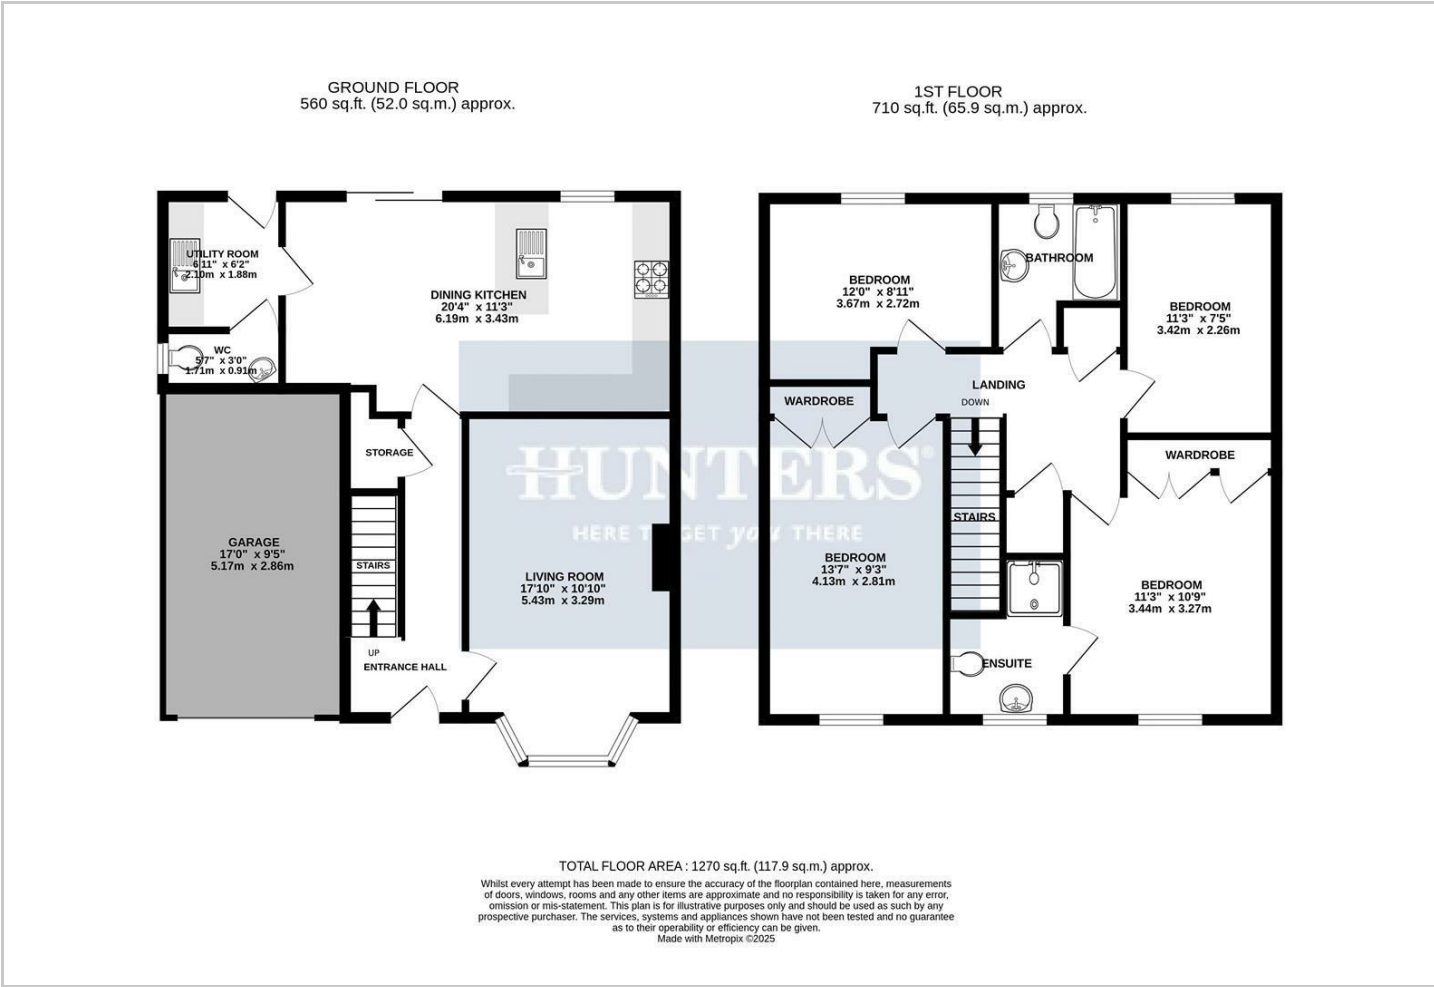 GROUND FLOOR
560 sq.ft. (52.0 sq.m.) approx.
1ST FLOOR
710 sq.ft. (65.9 sq.m.) approx.
UTILITY ROOM
6'11" x 6'2"
2.10m x 1.88m
DINING KITCHEN
20'4" x 11'3"
6.19m x 3.43m
WC
5'7" x 3'0"
1.71m x 0.91m
STORAGE
GARAGE
17'0" x 9'5"
5.17m x 2.86m
STAIRS
UP
ENTRANCE HALL
LIVING ROOM
17'10" x 10'10"
5.43m x 3.29m
BEDROOM
12'0" x 8'11"
3.67m x 2.72m
BATHROOM
BEDROOM
11'3" x 7'5"
3.42m x 2.26m
LANDING
DOWN
WARDROBE
WARDROBE
STAIRS
BEDROOM
13'7" x 9'3"
4.13m x 2.81m
BEDROOM
11'3" x 10'9"
3.44m x 3.27m
ENSUITE
HUNTERS®
HERE TO GET you THERE
TOTAL FLOOR AREA : 1270 sq.ft. (117.9 sq.m.) approx.
Whilst every attempt has been made to ensure the accuracy of the floorplan contained here, measurements
of doors, windows, rooms and any other items are approximate and no responsibility is taken for any error,
omission or mis-statement. This plan is for illustrative purposes only and should be used as such by any
prospective purchaser. The services, systems and appliances shown have not been tested and no guarantee
as to their operability or efficiency can be given.
Made with Metropix ©2025